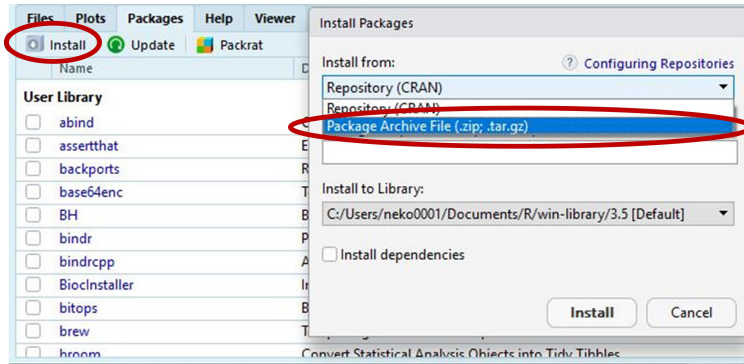 Files Plots Packages Help Viewer
Install Update Packrat
Name
User Library
abind
assertthat
backports
base64enc
BH
bindr
bindrcpp
BiocInstaller
bitops
brew
broom Convert Statistical Analysis Objects into Tidy Tibbles
Install Packages
Install from: ? Configuring Repositories
Repository (CRAN)
Repository (CRAN)
Package Archive File (.zip; .tar.gz)
Install to Library:
C:/Users/neko0001/Documents/R/win-library/3.5 [Default]
Install dependencies
Install Cancel